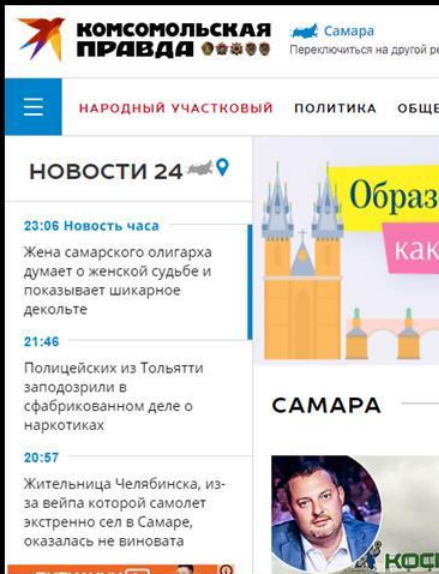 КОМСОМОЛЬСКАЯ
ПРАВДА
Самара
Переключиться на другой ре
НАРОДНЫЙ УЧАСТКОВЫЙ ПОЛИТИКА ОБЩЕ
НОВОСТИ 24
23:06 Новость часа
Жена самарского олигарха
думает о женской судьбе и
показывает шикарное
декольте
21:46
Полицейских из Тольятти
заподозрили в
сфабрикованном деле о
наркотиках
20:57
Жительница Челябинска, из-
за вейпа которой самолет
экстренно сел в Самаре,
оказалась не виновата
Образ
как
САМАРА